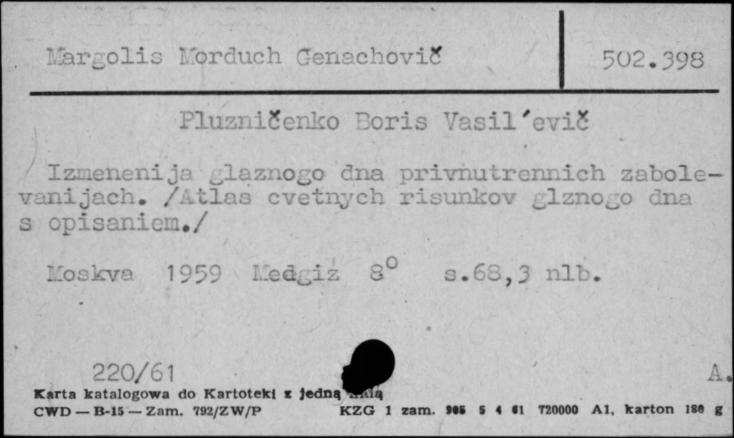 Margolis Morduch Genachovič 502.398
Pluzničenko Boris Vasil'evič
Izmenenija glaznogo dna privnutrennich zabole-
vanijach. /Atlas cvetnych risunkov glznogo dna
s opisaniem./
Moskva 1959 Medgiz 8° s.68,3 nlb.
220/61 A.
Karta katalogowa do Kartoteki z jedną
CWD — B-15 — Zam. 792/ZW/P KZG 1 zam. 5 4 61 720000 A1, karton 180 g